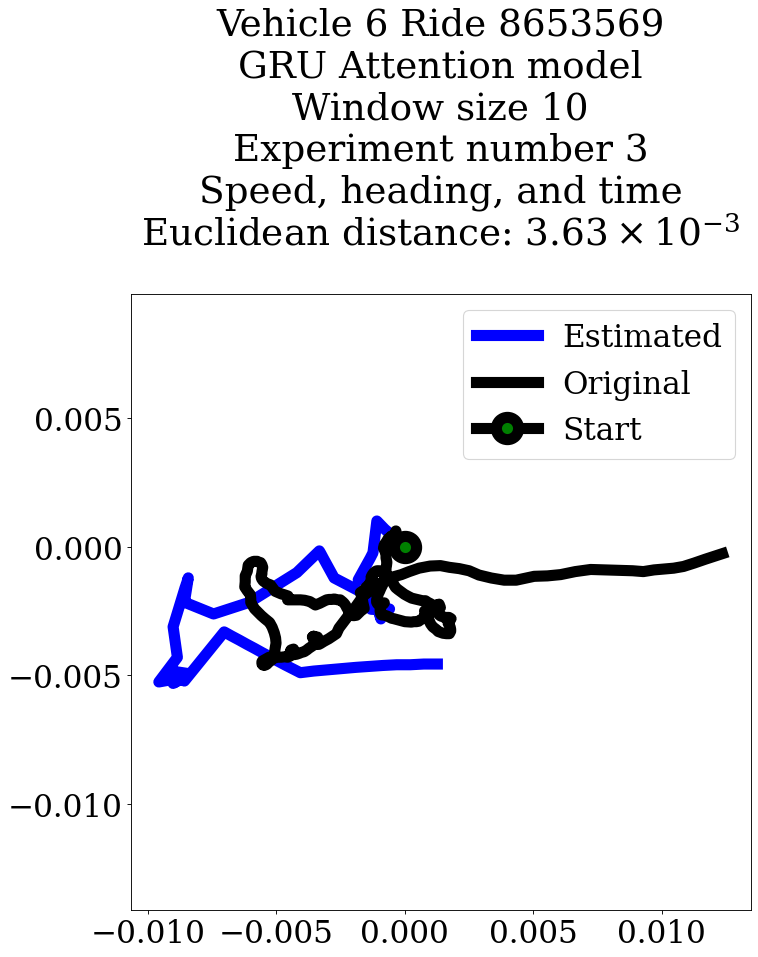 Vehicle 6 Ride 8653569
GRU Attention model
Window size 10
Experiment number 3
Speed, heading, and time
Euclidean distance: 3.63 × 10⁻³
Estimated
Original
Start
0.005
0.000
−0.005
−0.010
−0.010 −0.005 0.000 0.005 0.010